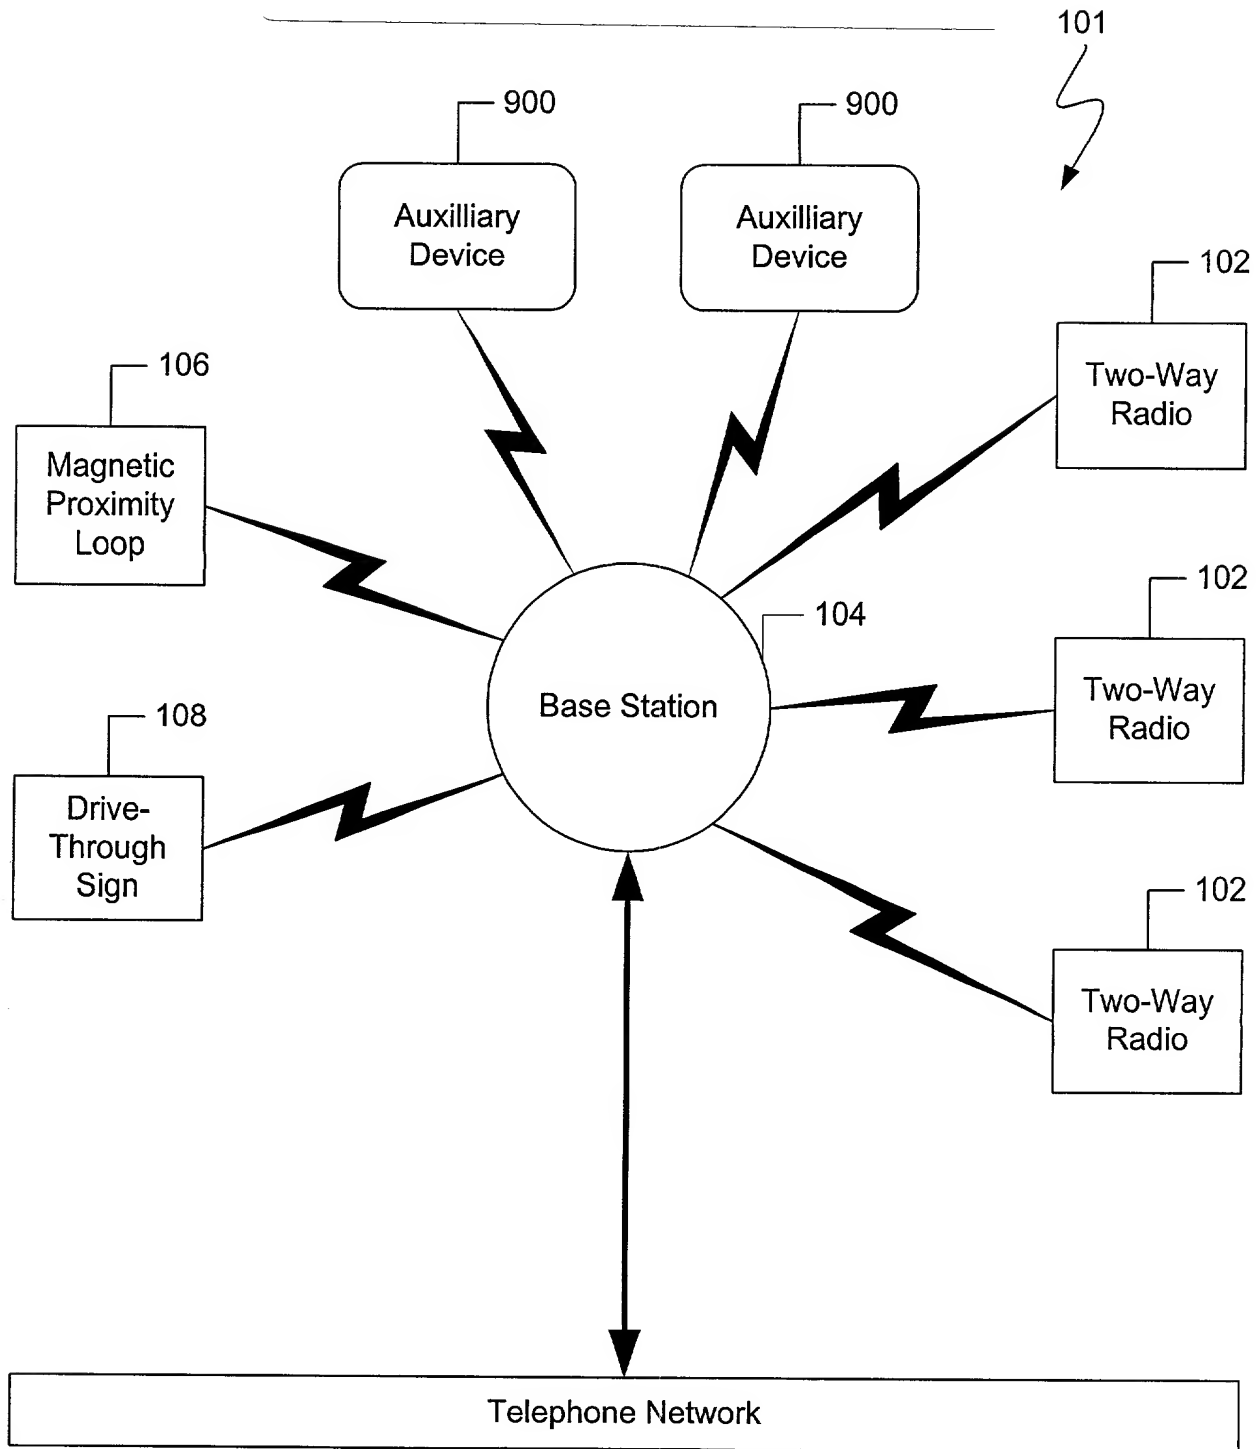 101
900
900
Auxilliary
Device
Auxilliary
Device
102
Two-Way
Radio
106
Magnetic
Proximity
Loop
102
104
Two-Way
Radio
Base Station
108
Drive-
Through
Sign
102
Two-Way
Radio
Telephone Network